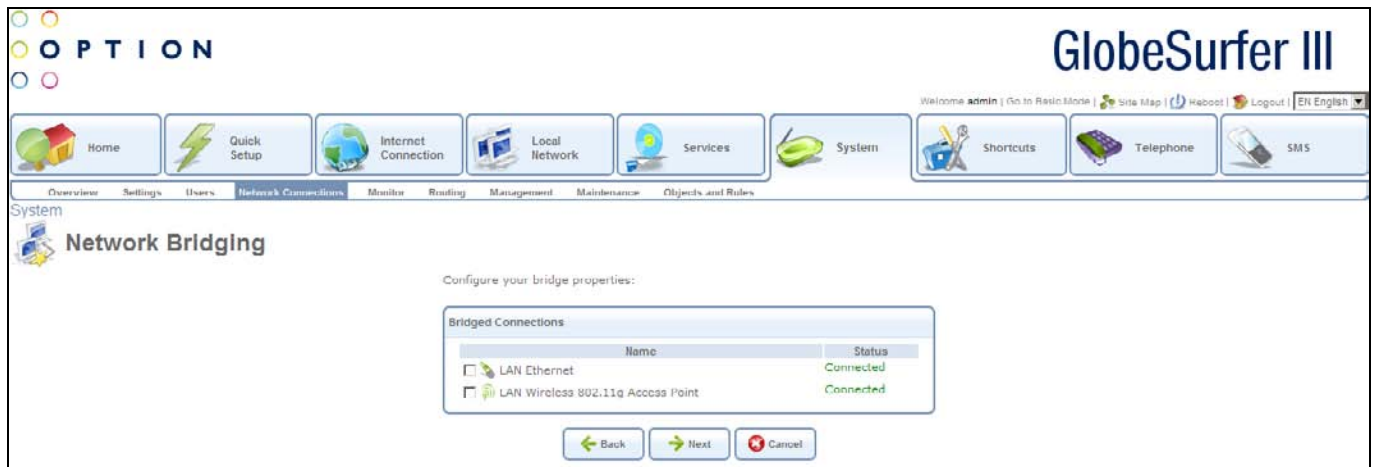 OPTION
GlobeSurfer III
Welcome admin | Go to Basic Mode | Site Map | Reboot | Logout | EN English
Home
Quick Setup
Internet Connection
Local Network
Services
System
Shortcuts
Telephone
SMS
Overview Settings Users Network Connections Monitor Routing Management Maintenance Objects and Rules
System
Network Bridging
Configure your bridge properties:
Bridged Connections
Name Status
LAN Ethernet Connected
LAN Wireless 802.11g Access Point Connected
Back Next Cancel